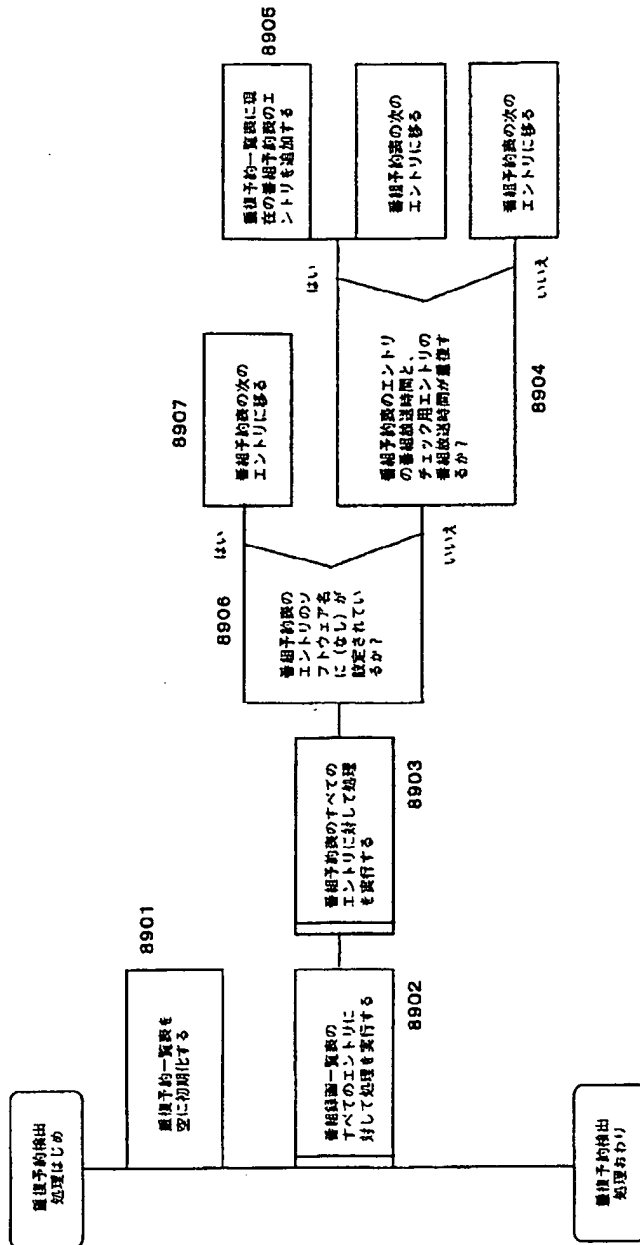 重複予約検出
処理はじめ
重複予約一覧表を
空に初期化する
8901
番組録画一覧表の
すべてのエントリに
対して処理を実行する
8902
番組予約表のすべての
エントリに対して処理
を実行する
8903
番組予約表の
エントリのソ
フトウェア名
に(なし)が
設定されてい
るか?
8906
はい
いいえ
番組予約表の次の
エントリに移る
8907
番組予約表のエントリ
の番組放送時間と、
チェック用エントリの
番組放送時間が重複す
るか?
8904
はい
いいえ
重複予約一覧表に現
在の番組予約表のエ
ントリを追加する
8905
番組予約表の次の
エントリに移る
番組予約表の次の
エントリに移る
重複予約検出
処理おわり